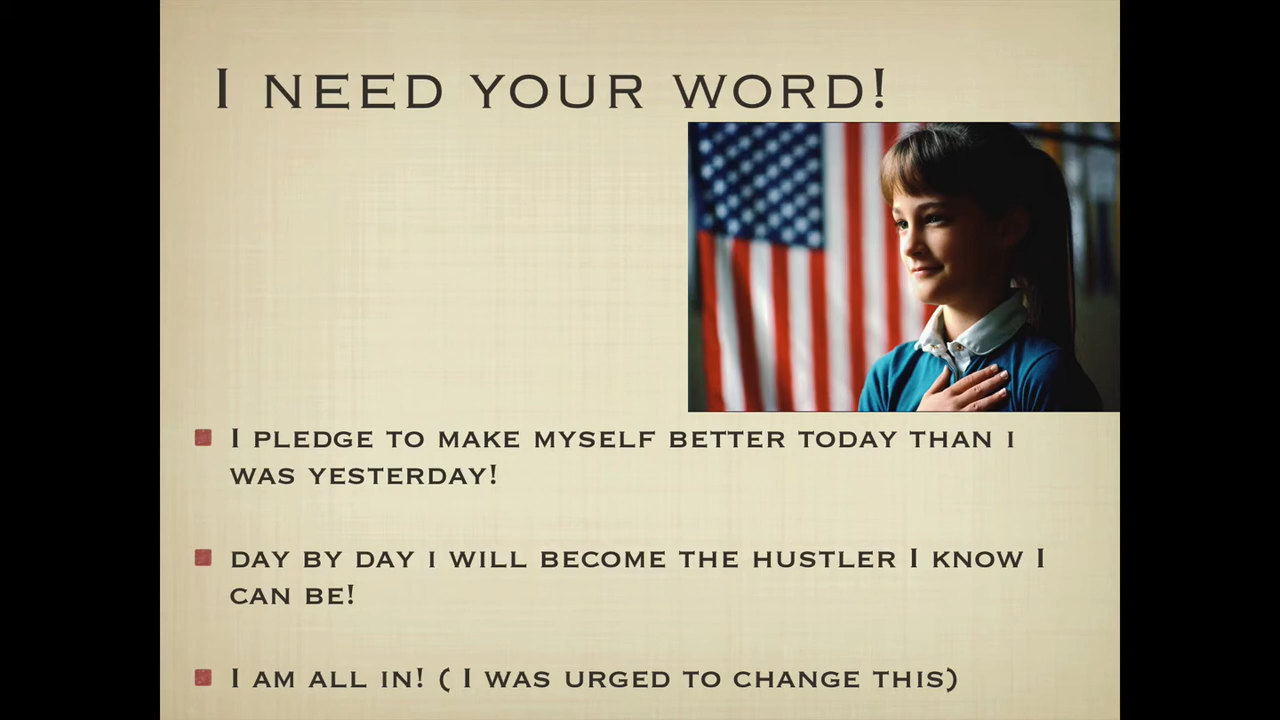 I NEED YOUR WORD!
I PLEDGE TO MAKE MYSELF BETTER TODAY THAN I
WAS YESTERDAY!
DAY BY DAY I WILL BECOME THE HUSTLER I KNOW I
CAN BE!
I AM ALL IN! ( I WAS URGED TO CHANGE THIS)